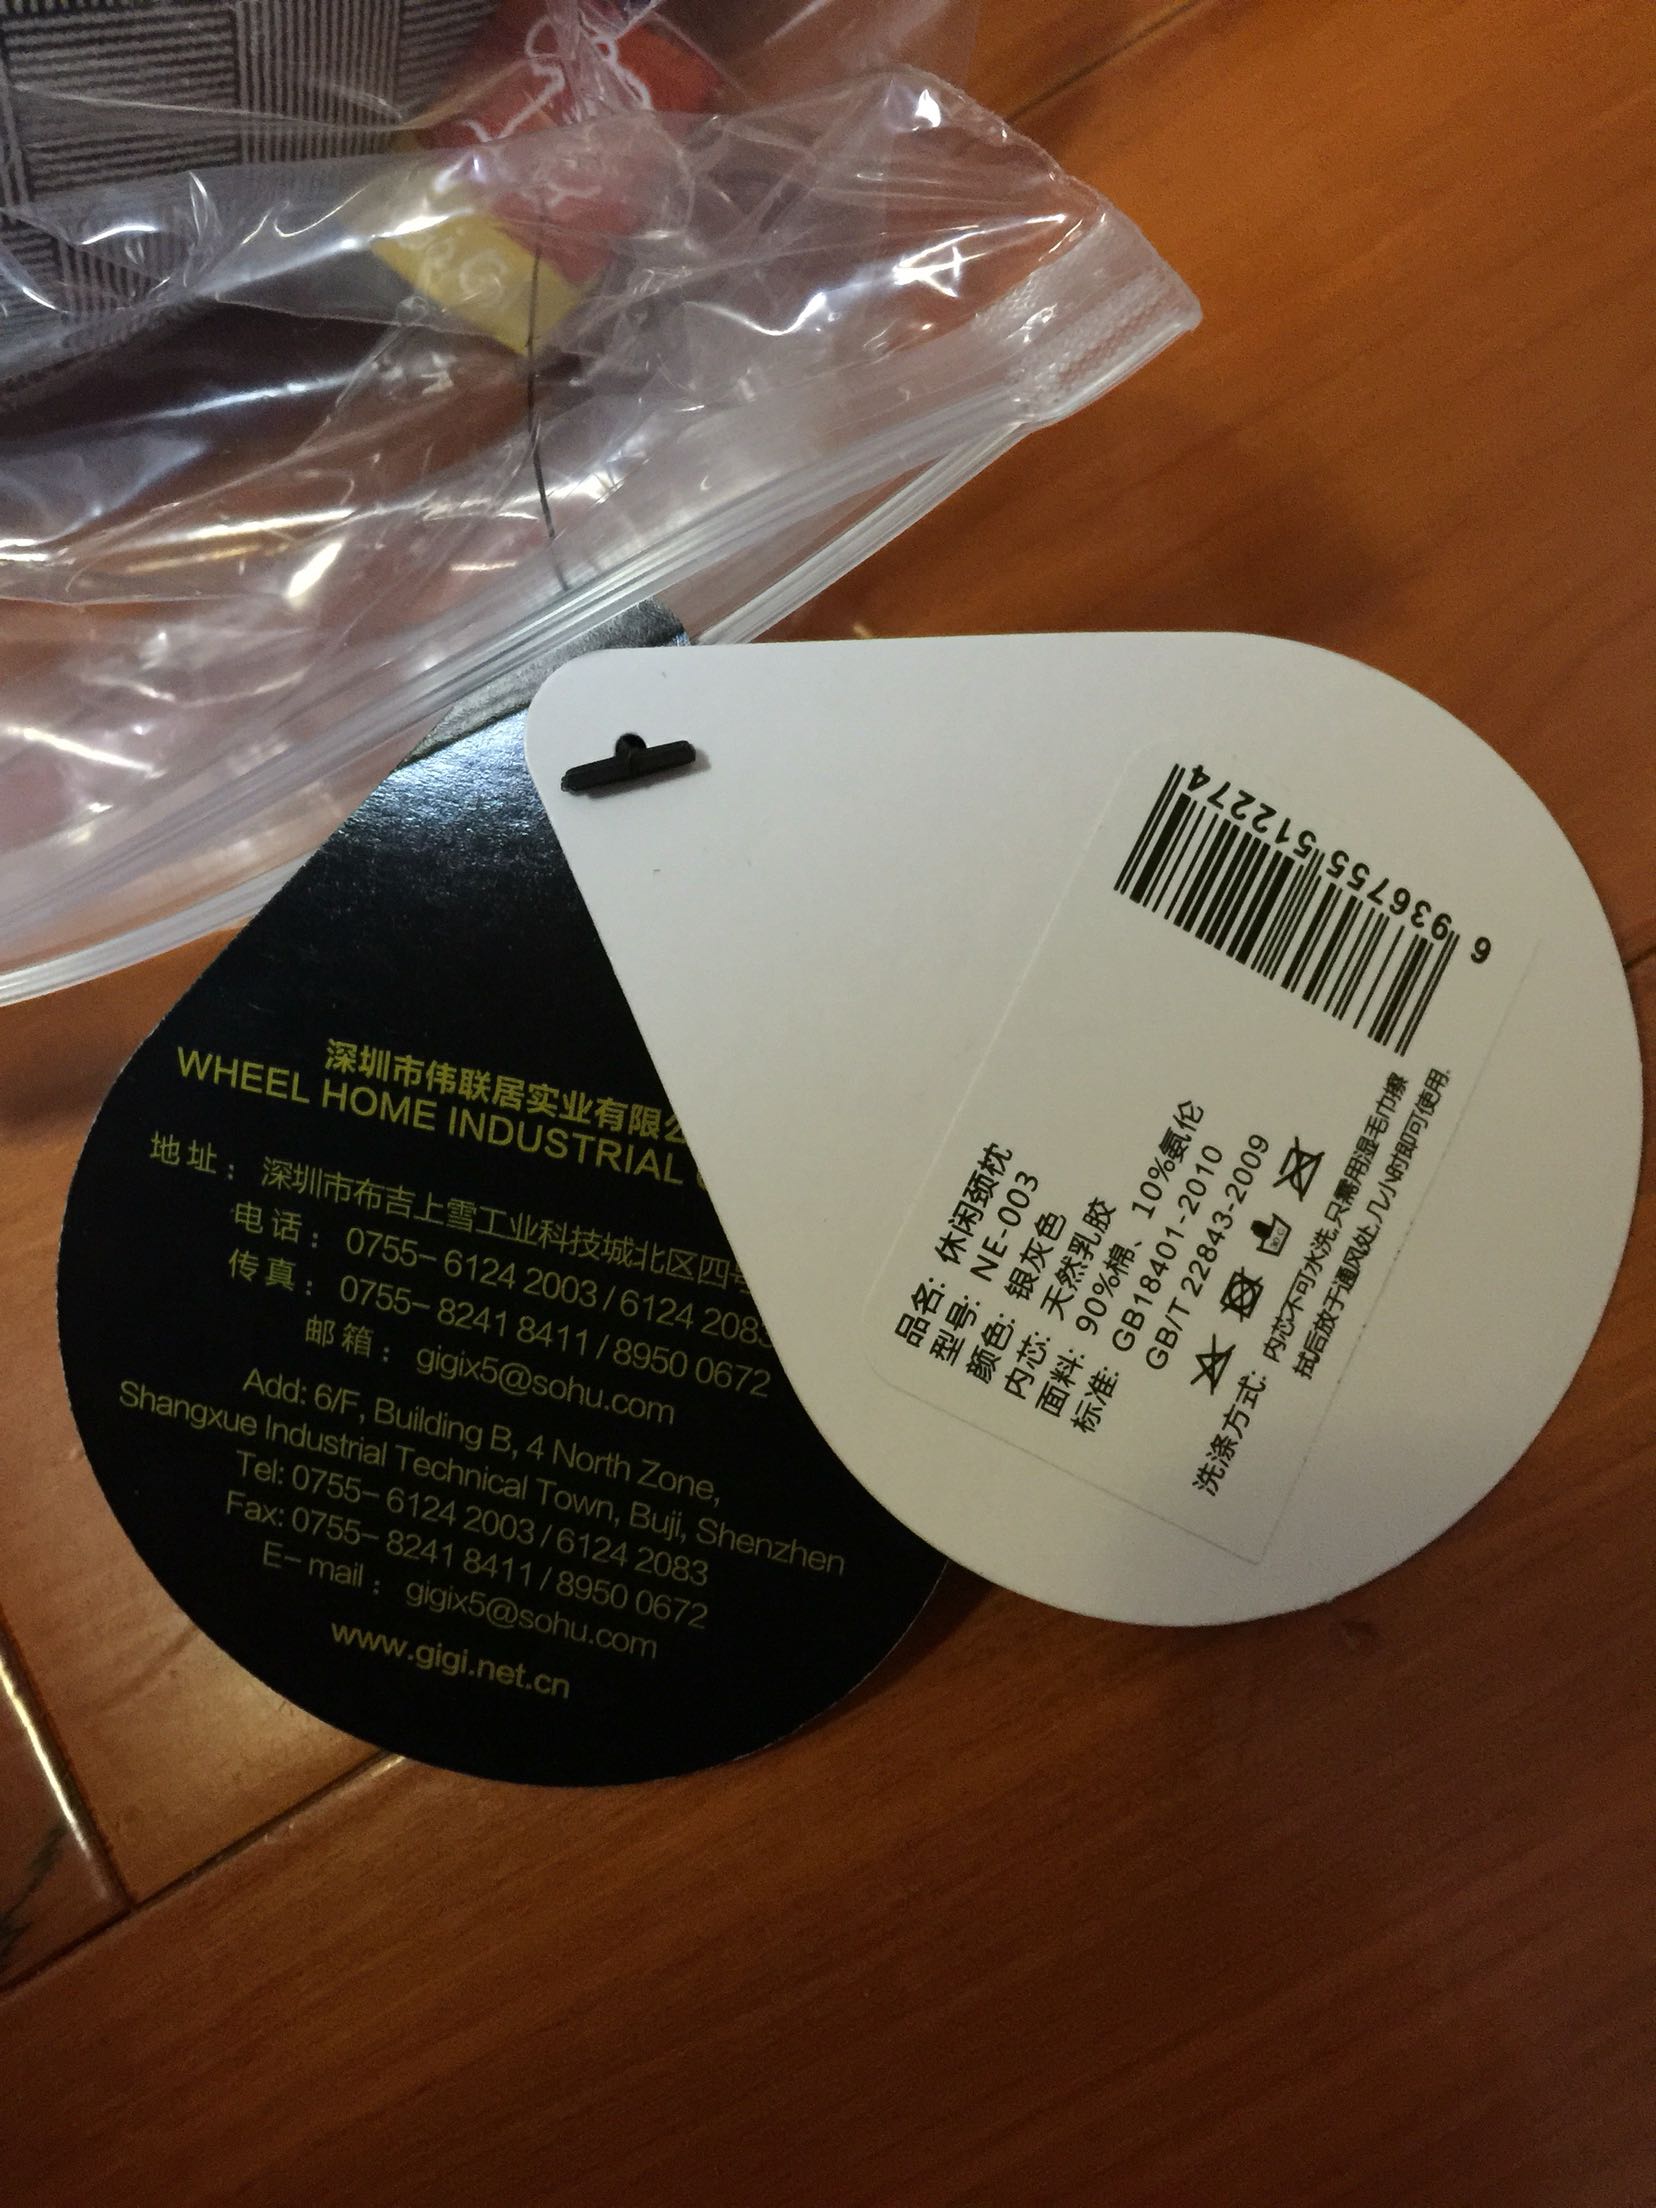 深圳市伟联居实业有限
WHEEL HOME INDUSTRIAL
地址： 深圳市布吉上雪工业科技城北区四
电话： 0755-6124 2003 / 6124 2083
传真： 0755-8241 8411 / 8950 0672
邮箱： gigix5@sohu.com
Add: 6/F, Building B, 4 North Zone,
Shangxue Industrial Technical Town, Buji, Shenzhen
Tel: 0755-6124 2003 / 6124 2083
Fax: 0755-8241 8411 / 8950 0672
E-mail： gigix5@sohu.com
www.gigi.net.cn
品名: 休闲颈枕
型号: NE-003
颜色: 银灰色
内芯: 天然乳胶
面料: 90%棉、10%氨伦
标准: GB18401-2010
GB/T 22843-2009
洗涤方式: 内芯不可水洗,只需用湿毛巾擦
拭后放于通风处,几小时即可使用.
6 936755 512274